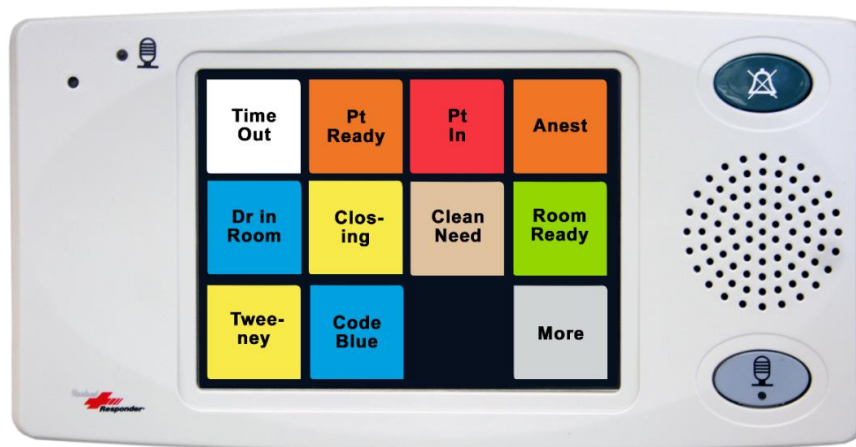 Time
Out
Pt
Ready
Pt
In
Anest
Dr in
Room
Clos-
ing
Clean
Need
Room
Ready
Twee-
ney
Code
Blue
More
Responder